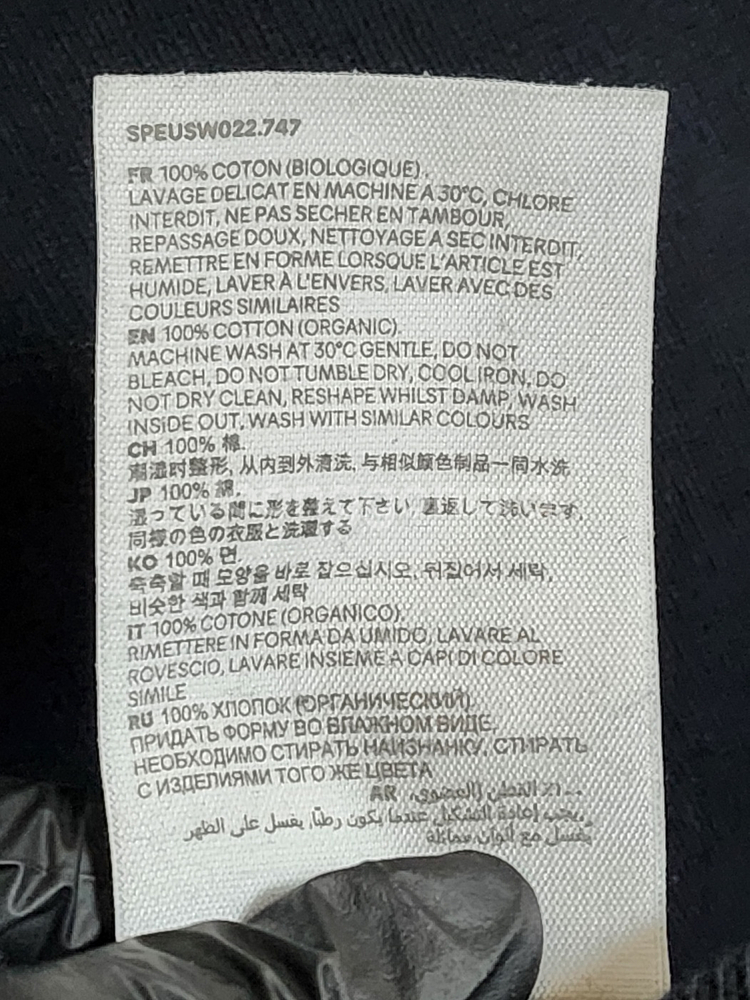 SPEUSW022.747
FR 100% COTON (BIOLOGIQUE).
LAVAGE DELICAT EN MACHINE A 30°C, CHLORE
INTERDIT, NE PAS SECHER EN TAMBOUR,
REPASSAGE DOUX, NETTOYAGE A SEC INTERDIT,
REMETTRE EN FORME LORSQUE L'ARTICLE EST
HUMIDE, LAVER À L'ENVERS, LAVER AVEC DES
COULEURS SIMILAIRES
EN 100% COTTON (ORGANIC).
MACHINE WASH AT 30°C GENTLE, DO NOT
BLEACH, DO NOT TUMBLE DRY, COOL IRON, DO
NOT DRY CLEAN, RESHAPE WHILST DAMP, WASH
INSIDE OUT, WASH WITH SIMILAR COLOURS
CH 100% 棉.
潮湿时整形, 从内到外清洗, 与相似颜色制品一同水洗
JP 100% 綿.
湿っている間に形を整えて下さい, 裏返して洗います,
同様の色の衣服と洗濯する
KO 100% 면.
축축할 때 모양을 바로 잡으십시오, 뒤집어서 세탁,
비슷한 색과 함께 세탁
IT 100% COTONE (ORGANICO).
RIMETTERE IN FORMA DA UMIDO, LAVARE AL
ROVESCIO, LAVARE INSIEME A CAPI DI COLORE
SIMILE
RU 100% ХЛОПОК (ОРГАНИЧЕСКИЙ)
ПРИДАТЬ ФОРМУ ВО ВЛАЖНОМ ВИДЕ,
НЕОБХОДИМО СТИРАТЬ НАИЗНАНКУ, СТИРАТЬ
С ИЗДЕЛИЯМИ ТОГО ЖЕ ЦВЕТА
١٠٠٪ القطن (العضوي). AR
يجب إعادة التشكيل عندما يكون رطبًا, يغسل على الظهر,
يغسل مع ألوان مماثلة